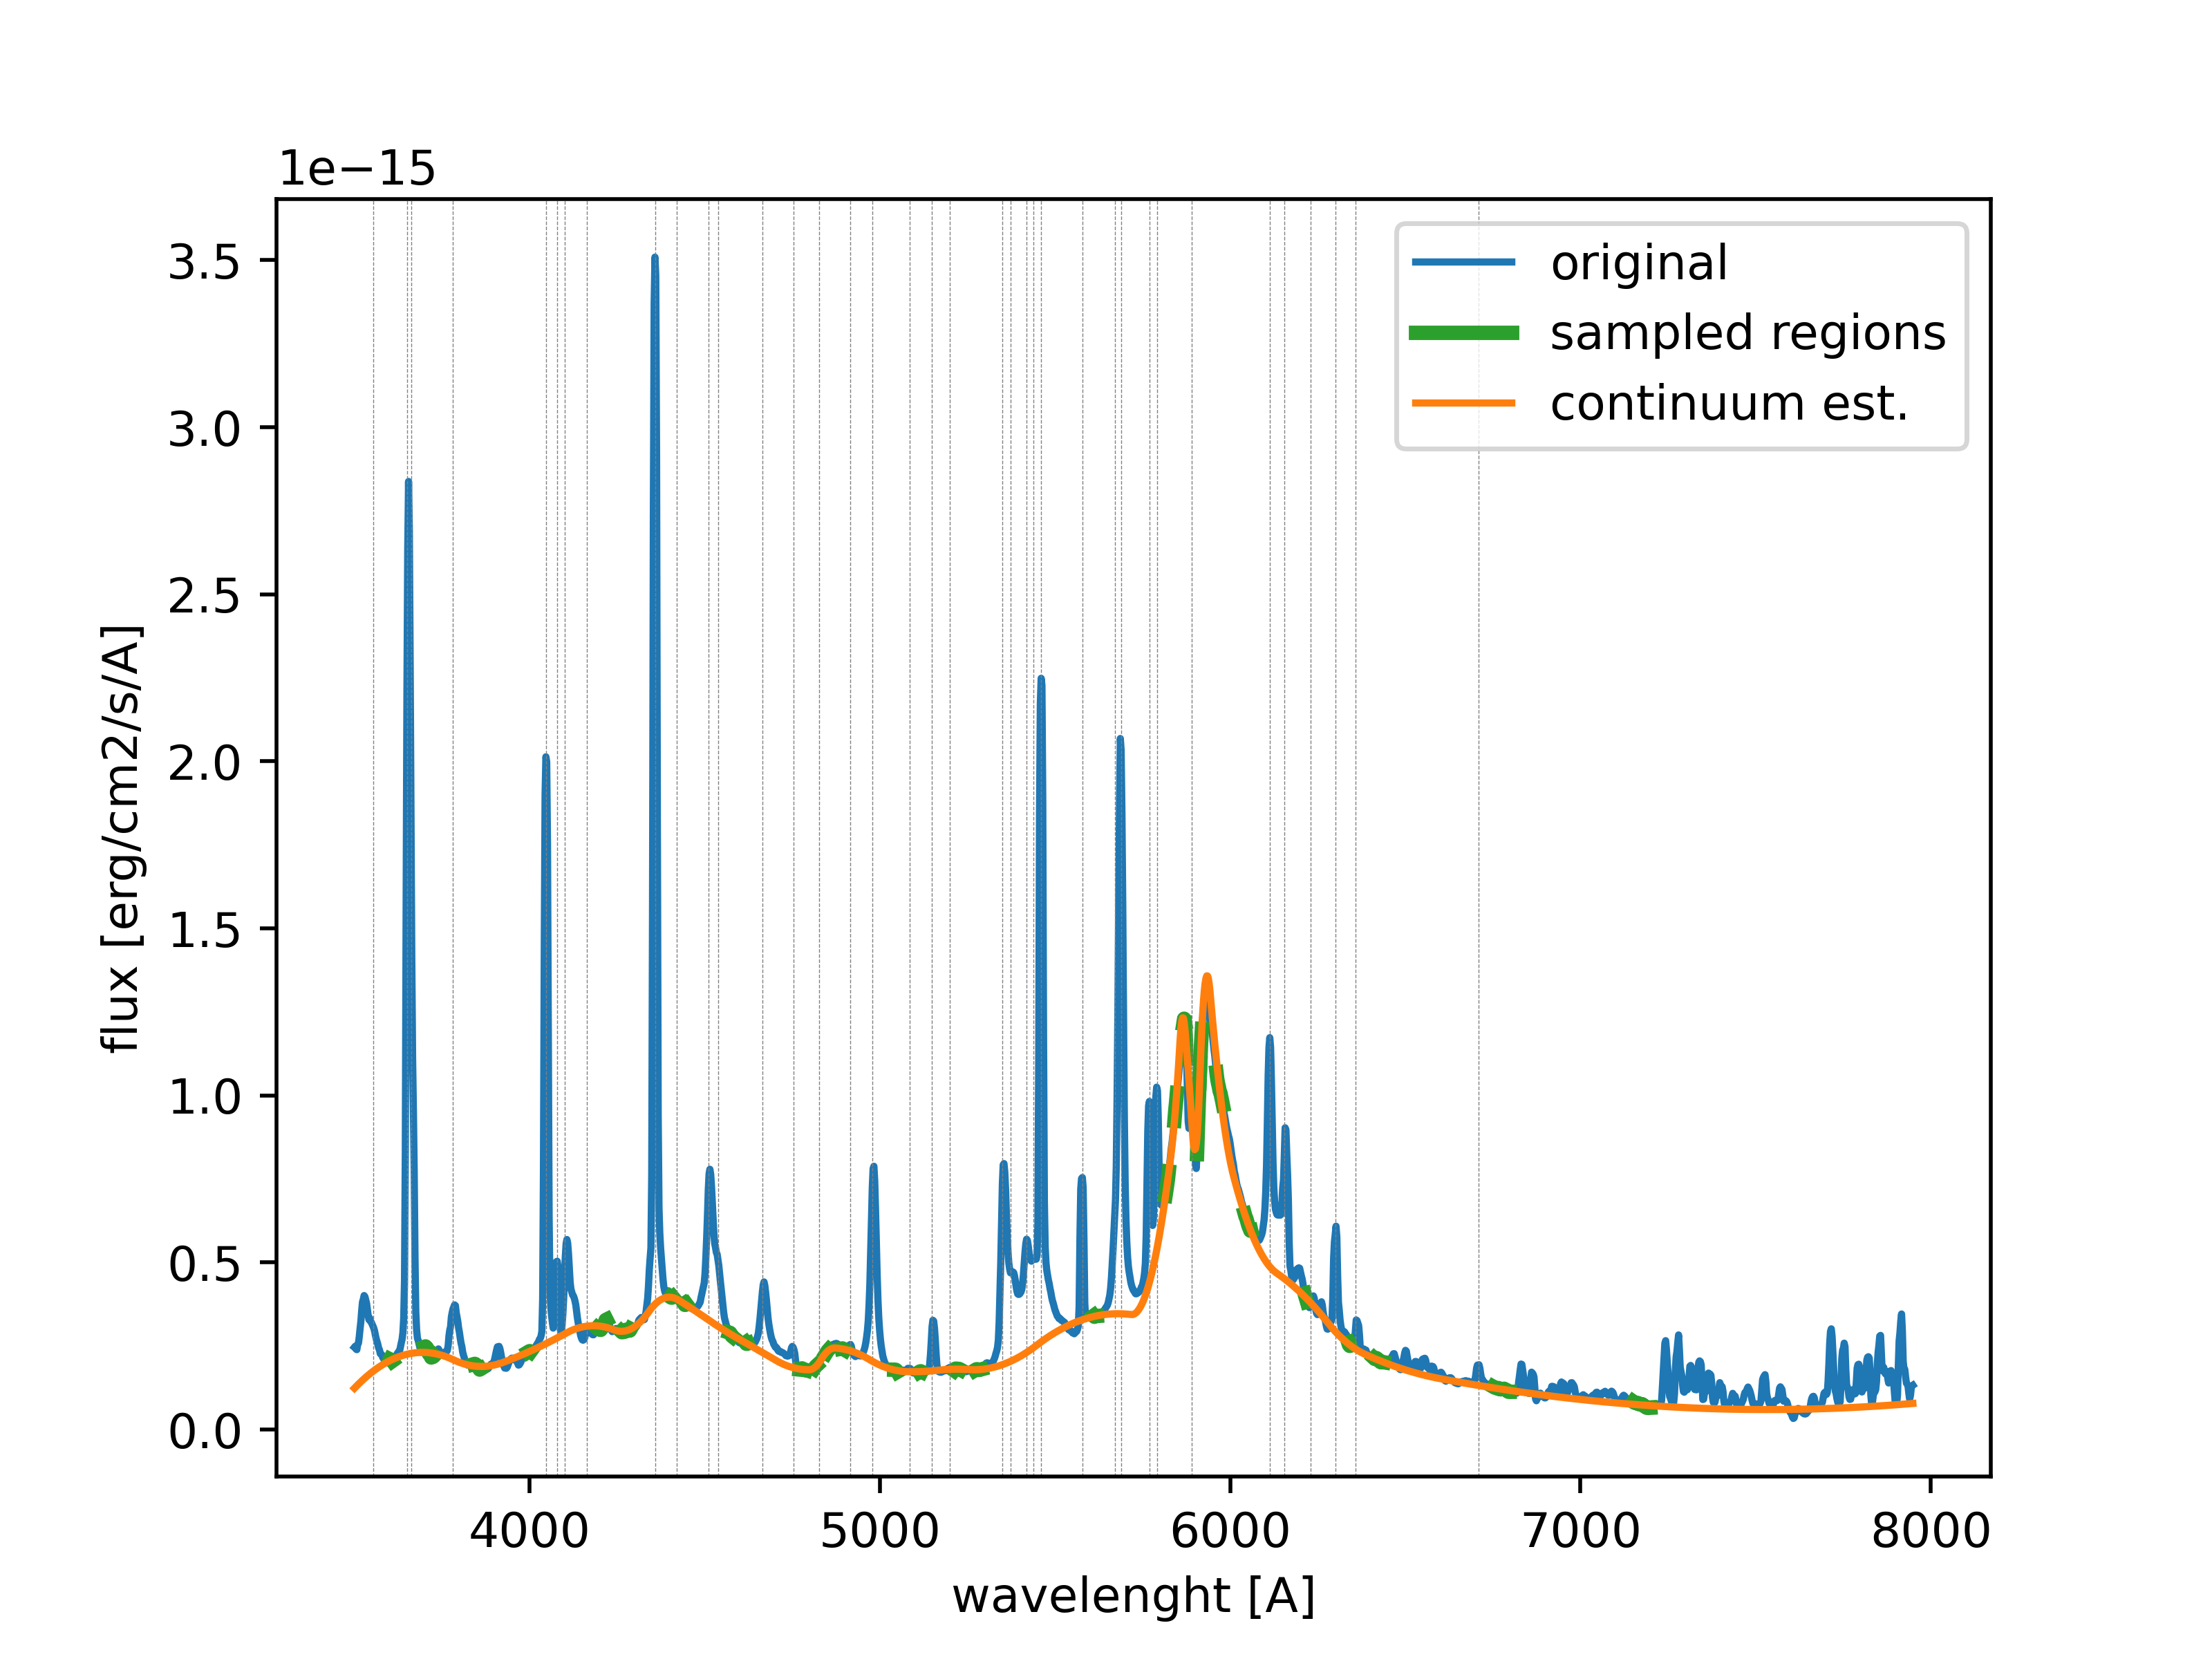 1e−15
3.5
3.0
2.5
2.0
1.5
1.0
0.5
0.0
flux [erg/cm2/s/A]
original
sampled regions
continuum est.
4000 5000 6000 7000 8000
wavelenght [A]